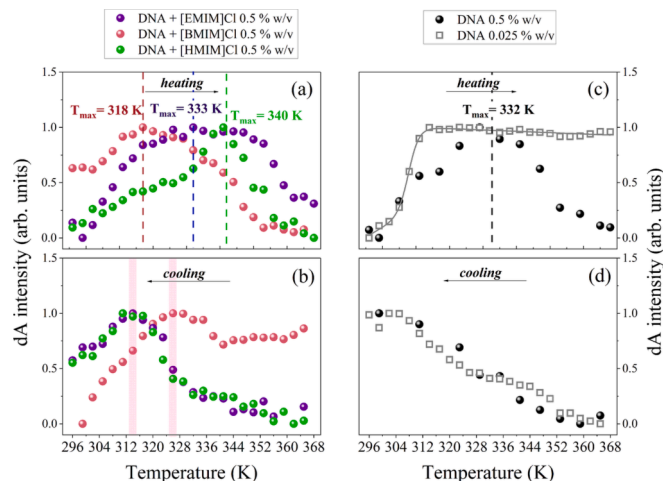 DNA + [EMIM]Cl 0.5 % w/v
DNA + [BMIM]Cl 0.5 % w/v
DNA + [HMIM]Cl 0.5 % w/v
DNA 0.5 % w/v
DNA 0.025 % w/v
heating
(a)
Tmax= 318 K
Tmax= 333 K
Tmax= 340 K
heating
(c)
Tmax= 332 K
1.5
1.0
0.5
0.0
1.5
1.0
0.5
0.0
cooling
(b)
cooling
(d)
1.5
1.0
0.5
0.0
1.5
1.0
0.5
0.0
dA intensity (arb. units)
dA intensity (arb. units)
296 304 312 320 328 336 344 352 360 368
296 304 312 320 328 336 344 352 360 368
Temperature (K)
Temperature (K)